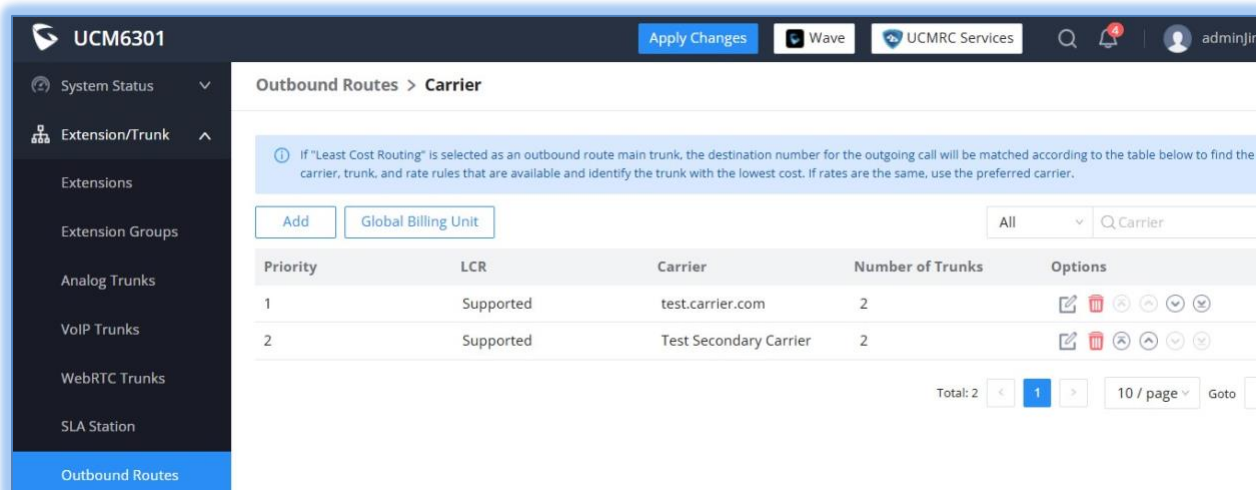 UCM6301
Apply Changes
Wave
UCMRC Services
4
adminJin
System Status
Extension/Trunk
Extensions
Extension Groups
Analog Trunks
VoIP Trunks
WebRTC Trunks
SLA Station
Outbound Routes
Outbound Routes > Carrier
If "Least Cost Routing" is selected as an outbound route main trunk, the destination number for the outgoing call will be matched according to the table below to find the
carrier, trunk, and rate rules that are available and identify the trunk with the lowest cost. If rates are the same, use the preferred carrier.
Add Global Billing Unit All Carrier
Priority LCR Carrier Number of Trunks Options
1 Supported test.carrier.com 2
2 Supported Test Secondary Carrier 2
Total: 2 < 1 > 10 / page Goto